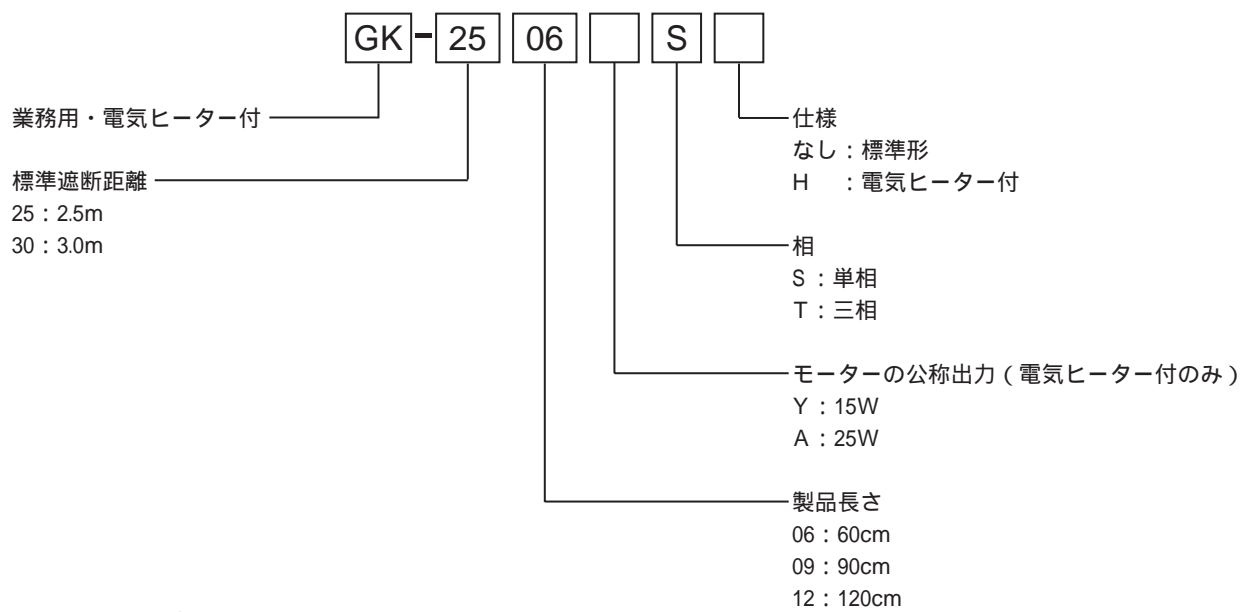 GK-25 06 S
業務用・電気ヒーター付
標準遮断距離
25：2.5m
30：3.0m
仕様
なし：標準形
H　：電気ヒーター付
相
S：単相
T：三相
モーターの公称出力（電気ヒーター付のみ）
Y：15W
A：25W
製品長さ
06：60cm
09：90cm
12：120cm